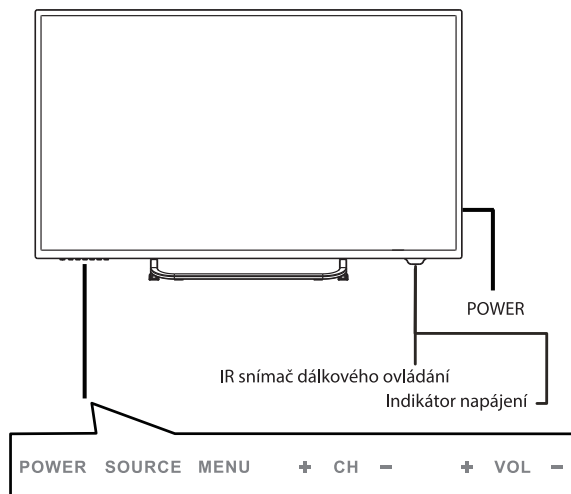 POWER
IR snímač dálkového ovládání
Indikátor napájení
POWER SOURCE MENU + CH − + VOL −